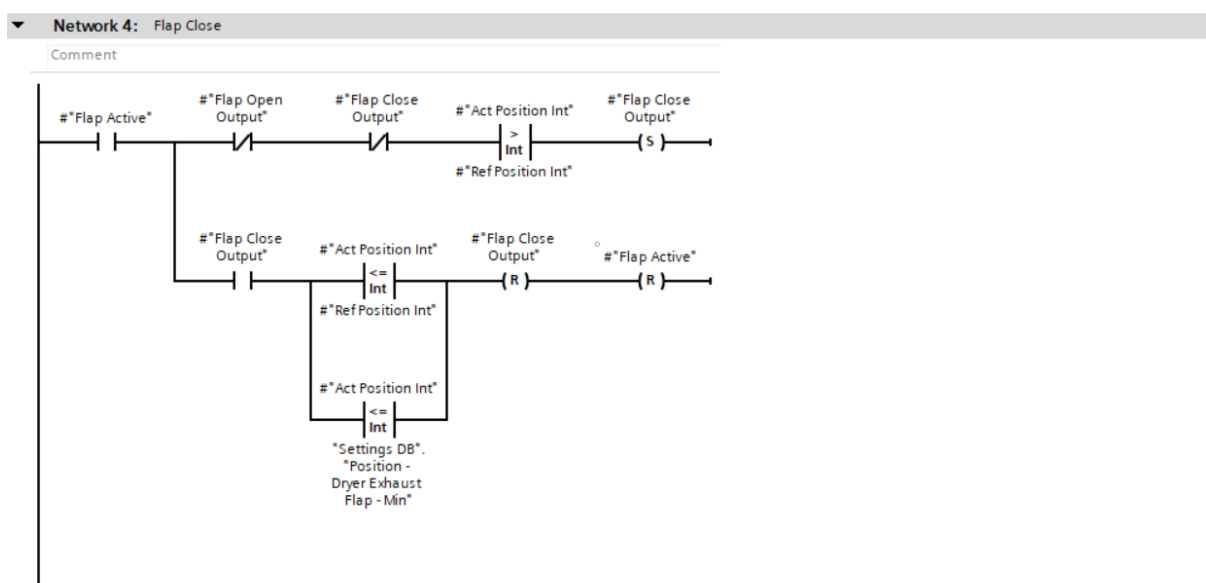 Network 4: Flap Close
Comment
#"Flap Active"
#"Flap Open
Output"
#"Flap Close
Output"
#"Act Position Int"
>
Int
#"Ref Position Int"
#"Flap Close
Output"
S
#"Flap Close
Output"
#"Act Position Int"
<=
Int
#"Ref Position Int"
#"Flap Close
Output"
R
#"Flap Active"
R
#"Act Position Int"
<=
Int
"Settings DB".
"Position -
Dryer Exhaust
Flap - Min"